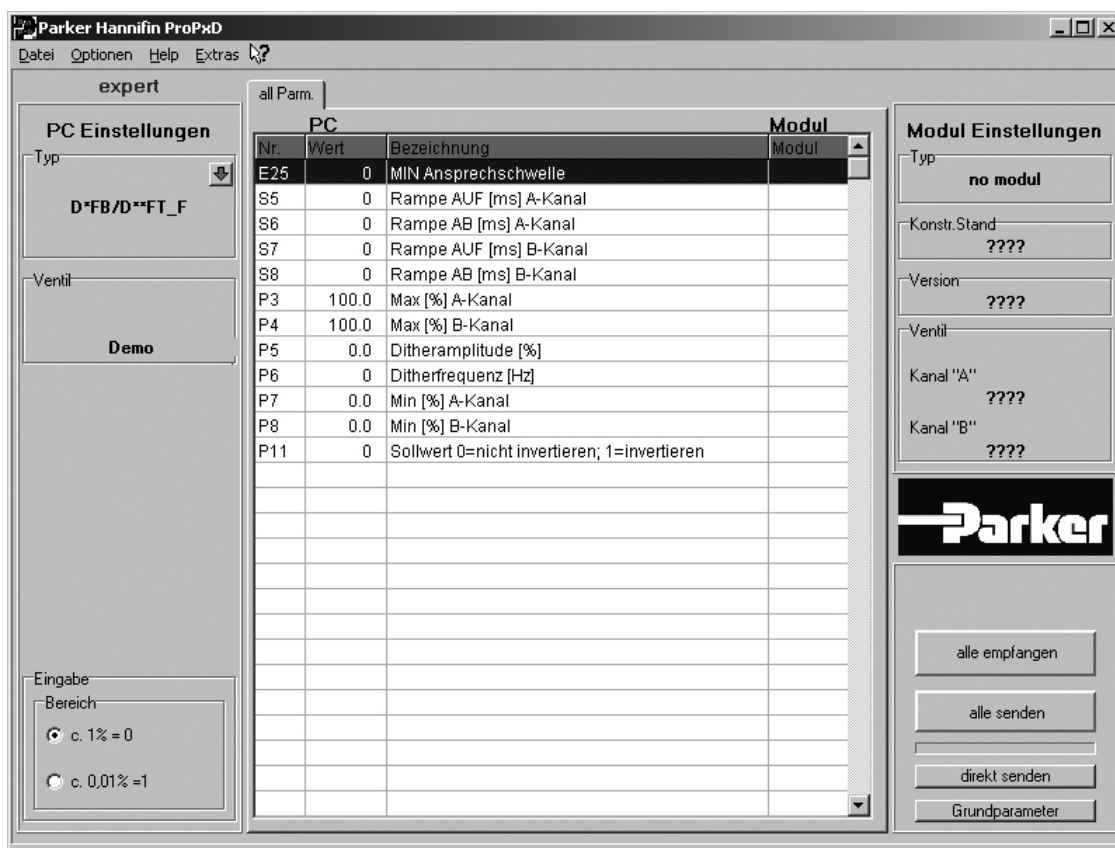 Parker Hannifin ProPxD
Datei Optionen Help Extras
expert
PC Einstellungen
Typ
D*FB/D**FT_F
Ventil
Demo
Eingabe
Bereich
c. 1% = 0
c. 0,01% =1
all Parm.
PC Modul
Nr. Wert Bezeichnung Modul
E25 0 MIN Ansprechschwelle
S5 0 Rampe AUF [ms] A-Kanal
S6 0 Rampe AB [ms] A-Kanal
S7 0 Rampe AUF [ms] B-Kanal
S8 0 Rampe AB [ms] B-Kanal
P3 100.0 Max [%] A-Kanal
P4 100.0 Max [%] B-Kanal
P5 0.0 Ditheramplitude [%]
P6 0 Ditherfrequenz [Hz]
P7 0.0 Min [%] A-Kanal
P8 0.0 Min [%] B-Kanal
P11 0 Sollwert 0=nicht invertieren; 1=invertieren
Modul Einstellungen
Typ
no modul
Konstr.Stand
????
Version
????
Ventil
Kanal "A"
????
Kanal "B"
????
Parker
alle empfangen
alle senden
direkt senden
Grundparameter